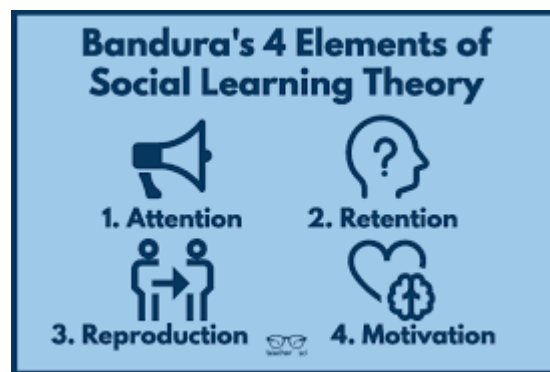 Bandura's 4 Elements of
Social Learning Theory
1. Attention
2. Retention
?
3. Reproduction
4. Motivation